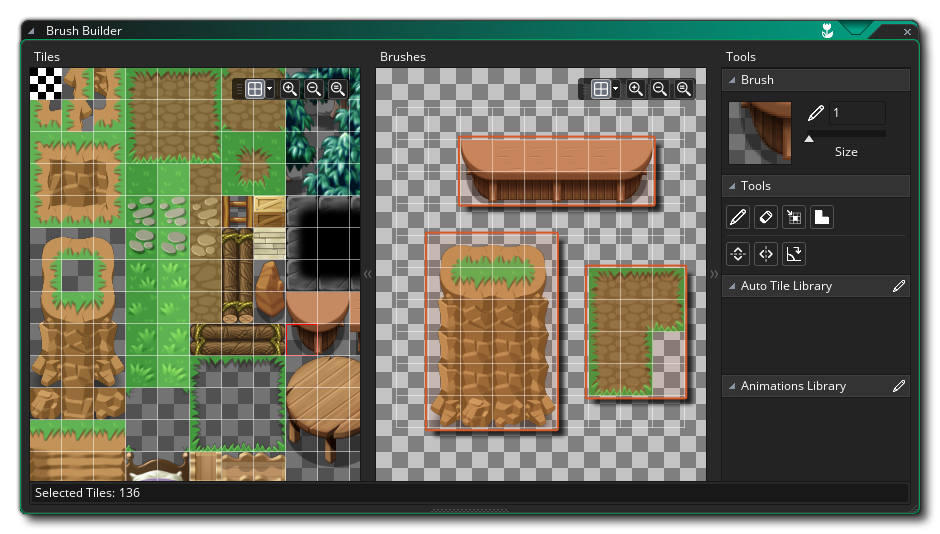 Brush Builder
Tiles
Brushes
Tools
Brush
1
Size
Tools
Auto Tile Library
Animations Library
Selected Tiles: 136